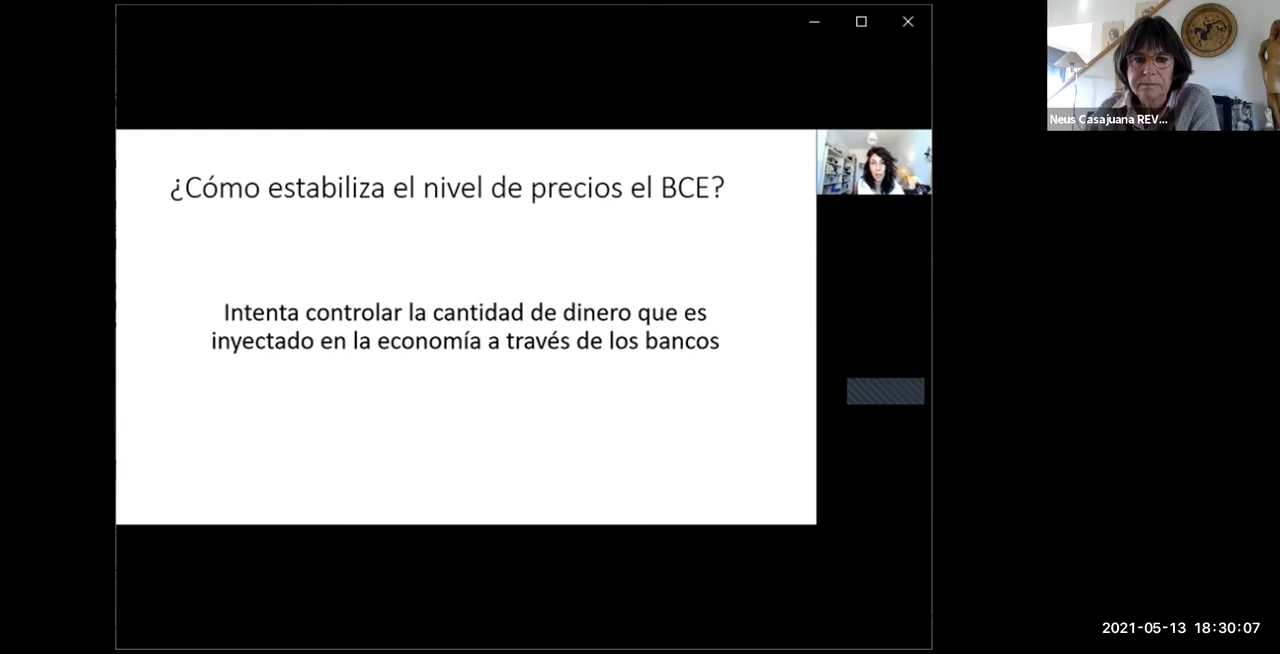 ¿Cómo estabiliza el nivel de precios el BCE?
Intenta controlar la cantidad de dinero que es
inyectado en la economía a través de los bancos
Neus Casajuana REV...
2021-05-13 18:30:07